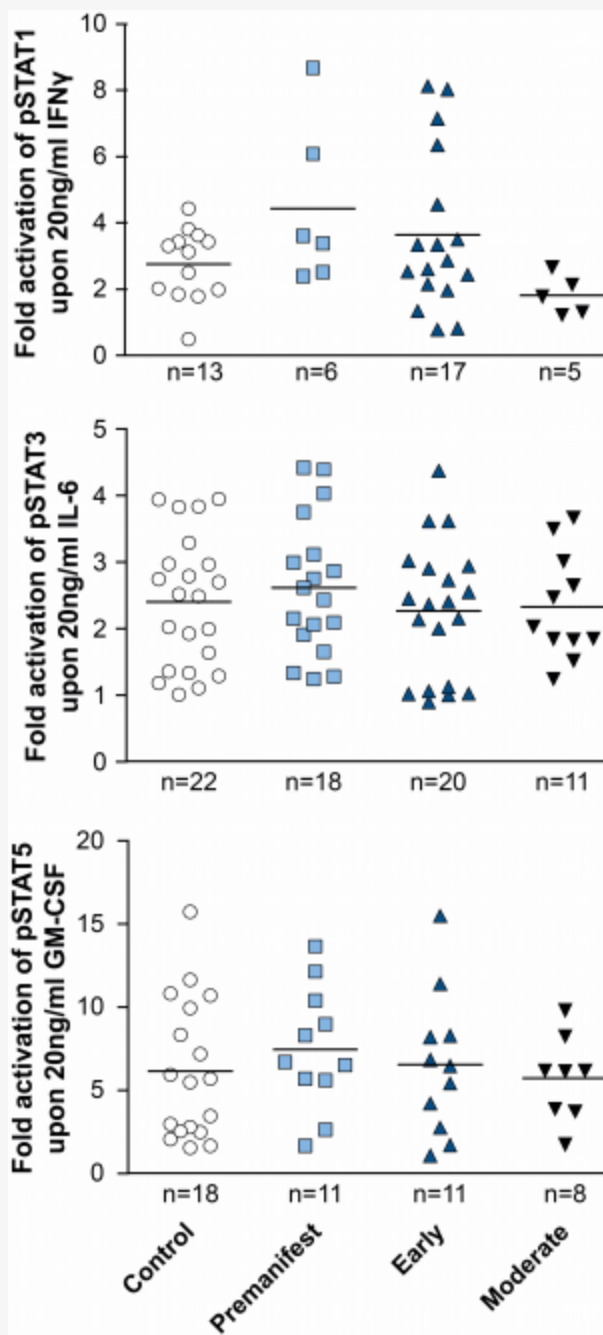 Fold activation of pSTAT1
upon 20ng/ml IFNγ
10
8
6
4
2
0
n=13
n=6
n=17
n=5
Fold activation of pSTAT3
upon 20ng/ml IL-6
5
4
3
2
1
0
n=22
n=18
n=20
n=11
Fold activation of pSTAT5
upon 20ng/ml GM-CSF
20
15
10
5
0
n=18
n=11
n=11
n=8
Control
Premanifest
Early
Moderate